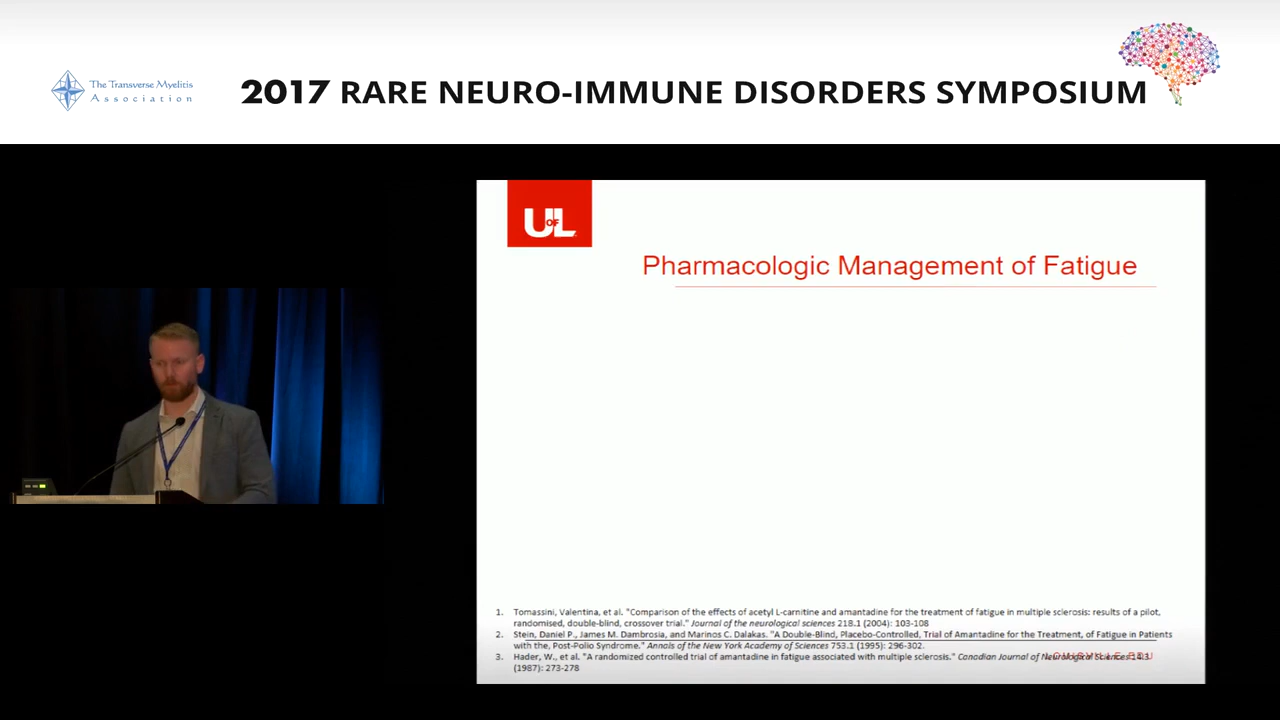 The Transverse Myelitis
Association
2017 RARE NEURO-IMMUNE DISORDERS SYMPOSIUM
U OF L
Pharmacologic Management of Fatigue
1. Tomassini, Valentina, et al. "Comparison of the effects of acetyl L-carnitine and amantadine for the treatment of fatigue in multiple sclerosis: results of a pilot,
randomised, double-blind, crossover trial." Journal of the neurological sciences 218.1 (2004): 103-108
2. Stein, Daniel P., James M. Dambrosia, and Marinos C. Dalakas. "A Double-Blind, Placebo-Controlled, Trial of Amantadine for the Treatment, of Fatigue in Patients
with the, Post-Polio Syndrome." Annals of the New York Academy of Sciences 753.1 (1995): 296-302.
3. Hader, W., et al. "A randomized controlled trial of amantadine in fatigue associated with multiple sclerosis." Canadian Journal of Neurological Sciences 14.3
(1987): 273-278